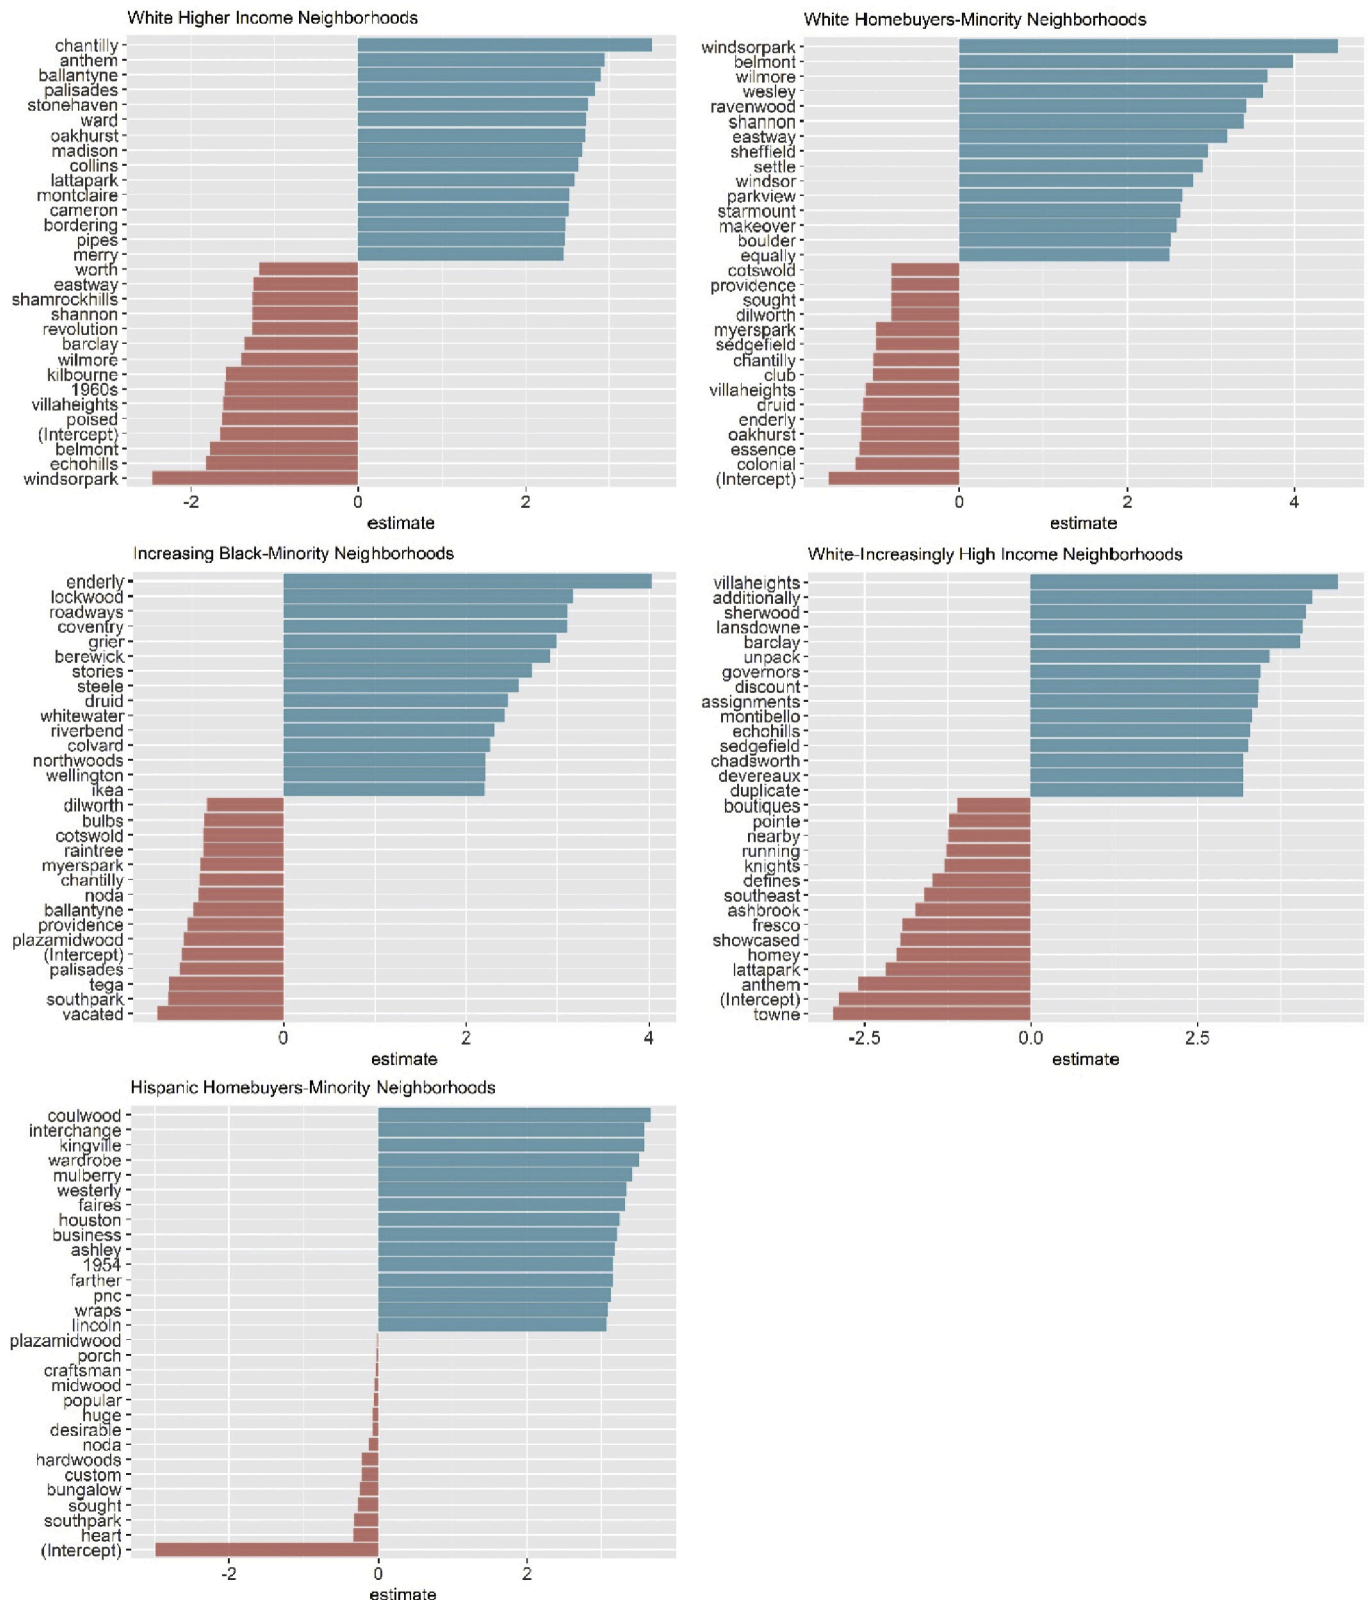 White Higher Income Neighborhoods
chantilly
anthem
ballantyne
palisades
stonehaven
ward
oakhurst
madison
collins
lattapark
montclaire
cameron
bordering
pipes
merry
worth
eastway
shamrockhills
shannon
revolution
barclay
wilmore
kilbourne
1960s
villaheights
poised
(Intercept)
belmont
echohills
windsorpark
-2 0 2
estimate
White Homebuyers-Minority Neighborhoods
windsorpark
belmont
wilmore
wesley
ravenwood
shannon
eastway
sheffield
settle
windsor
parkview
starmount
makeover
boulder
equally
cotswold
providence
sought
dilworth
myerspark
sedgefield
chantilly
club
villaheights
druid
enderly
oakhurst
essence
colonial
(Intercept)
0 2 4
estimate
Increasing Black-Minority Neighborhoods
enderly
lockwood
roadways
coventry
grier
berewick
stories
steele
druid
whitewater
riverbend
colvard
northwoods
wellington
ikea
dilworth
bulbs
cotswold
raintree
myerspark
chantilly
noda
ballantyne
providence
plazamidwood
(Intercept)
palisades
tega
southpark
vacated
0 2 4
estimate
White-Increasingly High Income Neighborhoods
villaheights
additionally
sherwood
lansdowne
barclay
unpack
governors
discount
assignments
montibello
echohills
sedgefield
chadsworth
devereaux
duplicate
boutiques
pointe
nearby
running
knights
defines
southeast
ashbrook
fresco
showcased
homey
lattapark
anthem
(Intercept)
towne
-2.5 0.0 2.5
estimate
Hispanic Homebuyers-Minority Neighborhoods
coulwood
interchange
kingville
wardrobe
mulberry
westerly
faires
houston
business
ashley
1954
farther
pnc
wraps
lincoln
plazamidwood
porch
craftsman
midwood
popular
huge
desirable
noda
hardwoods
custom
bungalow
sought
southpark
heart
(Intercept)
-2 0 2
estimate